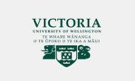 VICTORIA
UNIVERSITY OF WELLINGTON
TE WHARE WĀNANGA
O TE ŪPOKO O TE IKA A MĀUI